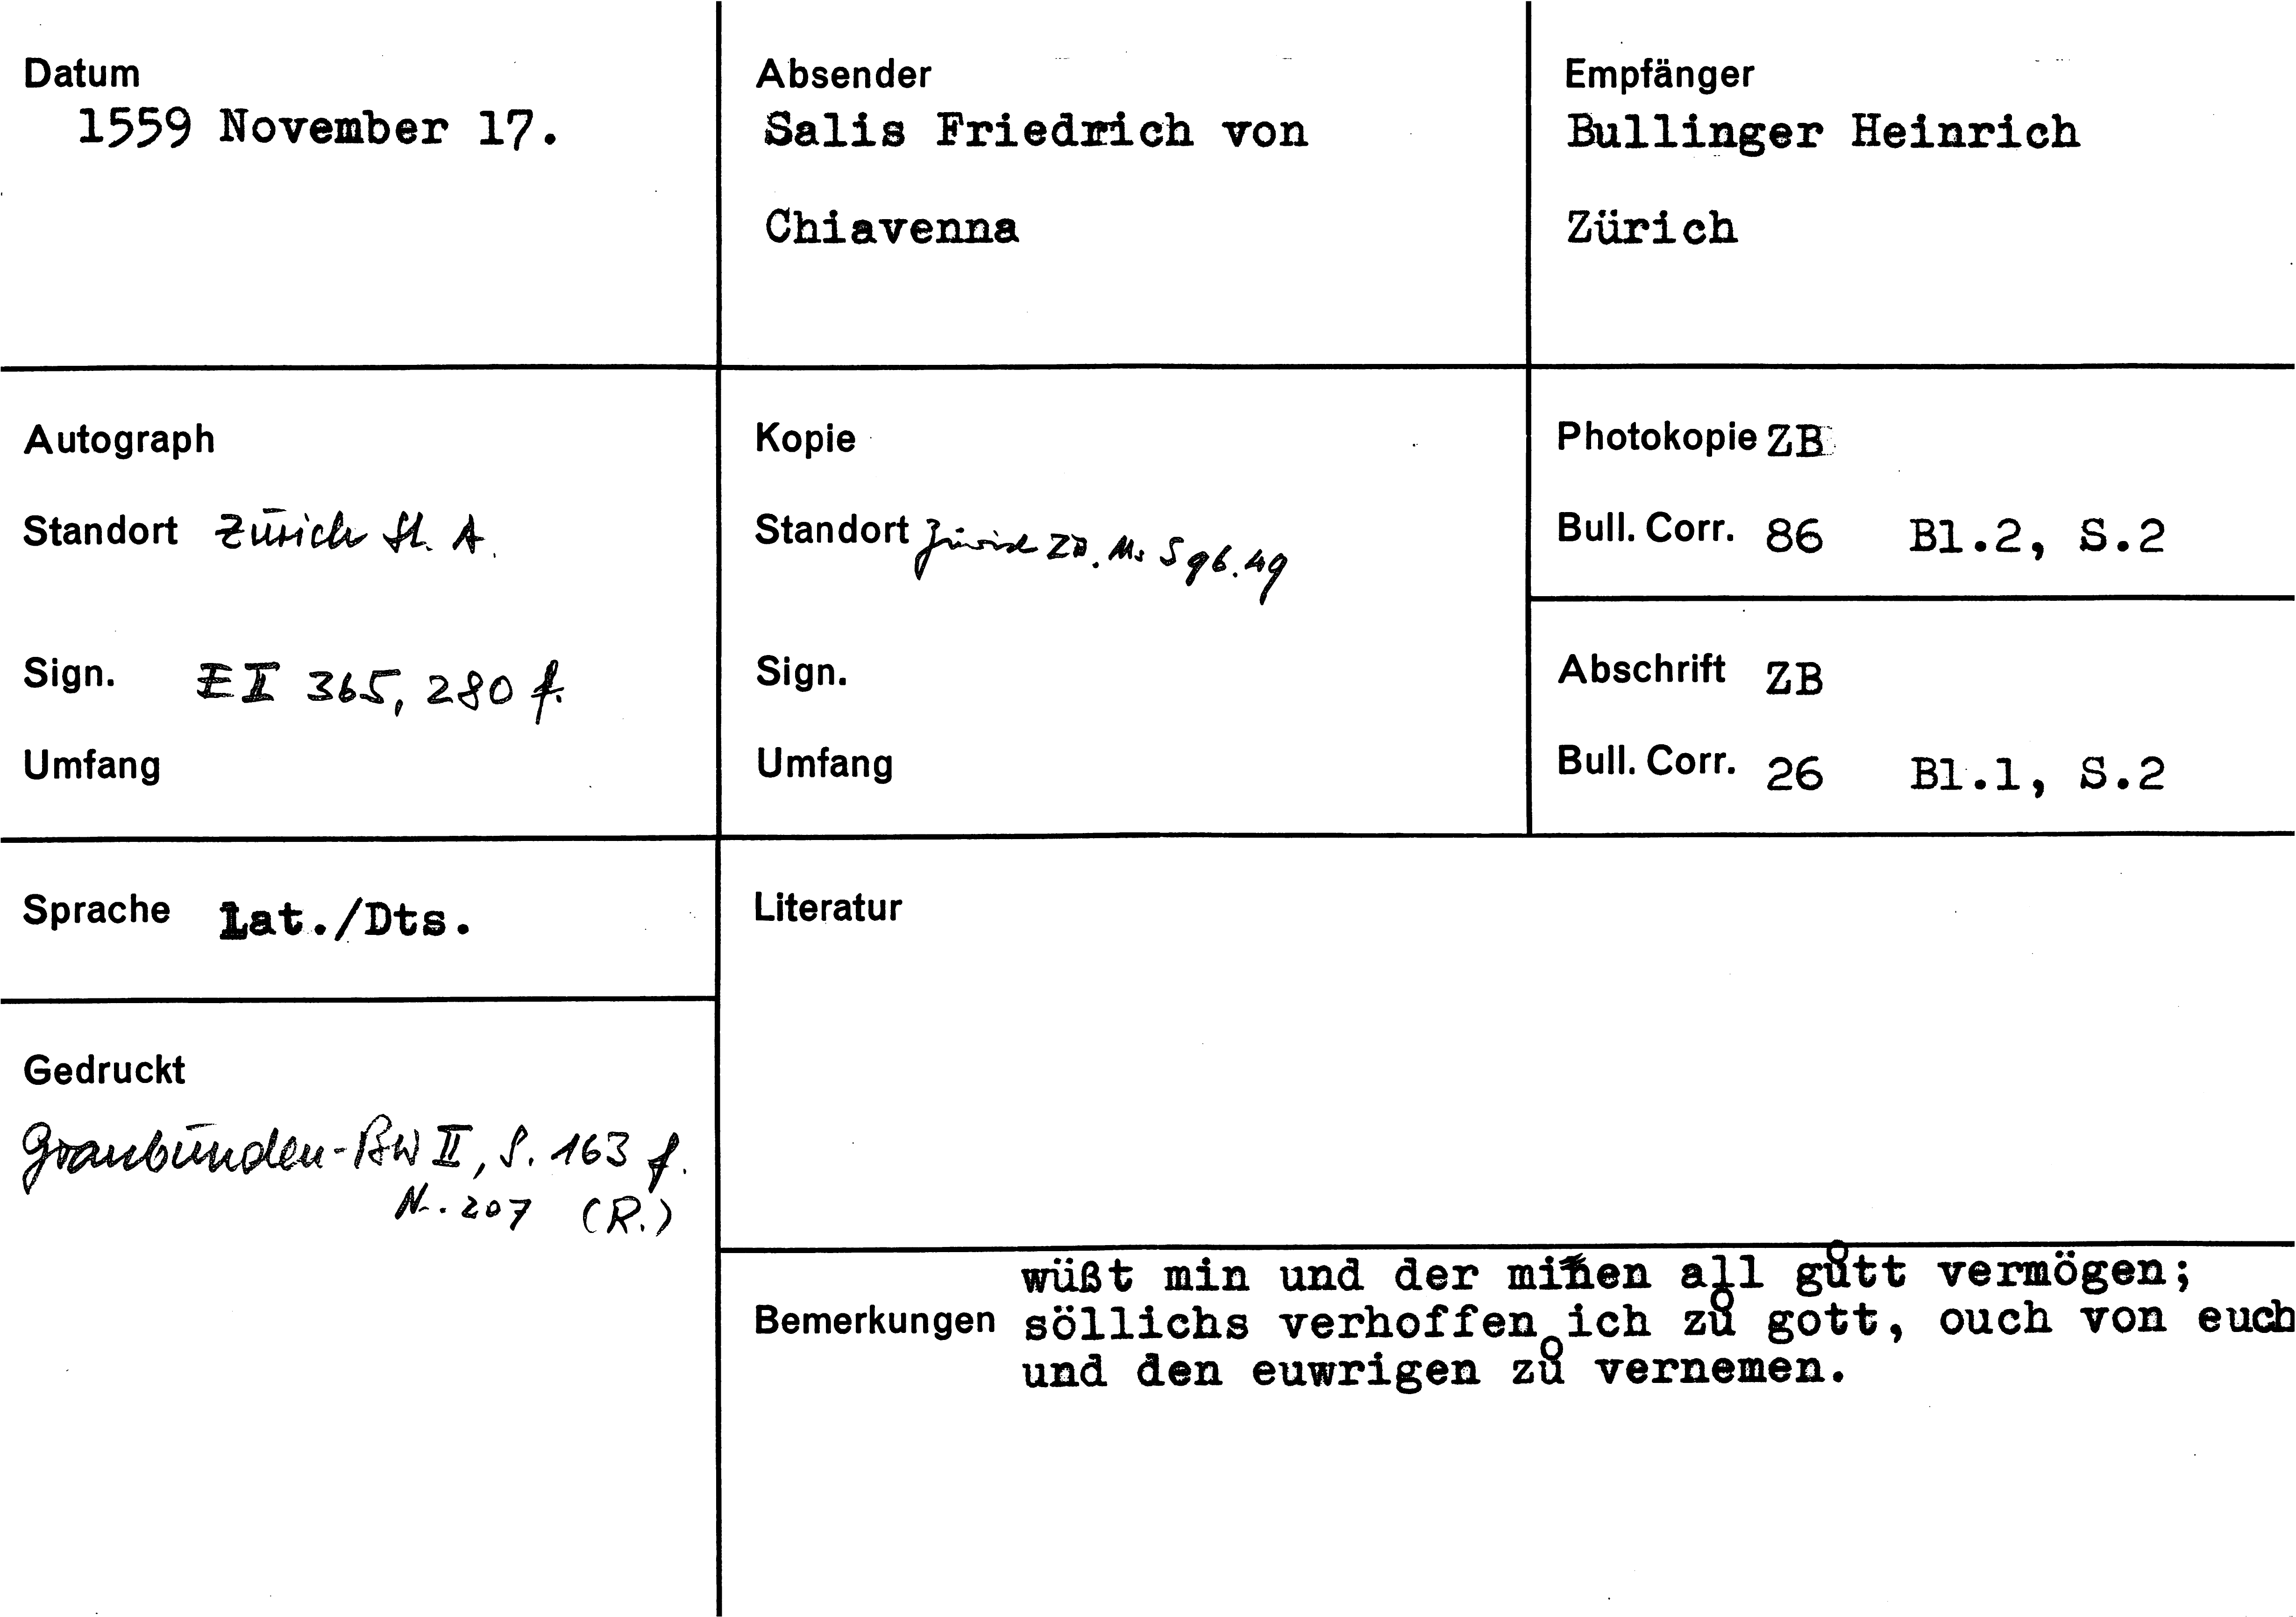 Datum
1559 November 17.
Absender
Salis Friedrich von
Chiavenna
Empfänger
Bullinger Heinrich
Zürich
Autograph
Standort Zürich St. A.
Sign. E II 365, 280 f.
Umfang
Kopie
Standort Zürich ZB. Ms S 96.49
Sign.
Umfang
Photokopie ZB
Bull. Corr. 86 Bl.2, S.2
Abschrift ZB
Bull. Corr. 26 Bl.1, S.2
Sprache Lat./Dts.
Literatur
Gedruckt
Graubünden-BW II, S. 163 f.
Nr. 207 (R.)
wüßt min und der minen all gůtt vermögen;
Bemerkungen söllichs verhoffen ich zů gott, ouch von euch
und den euwrigen zů vernemen.